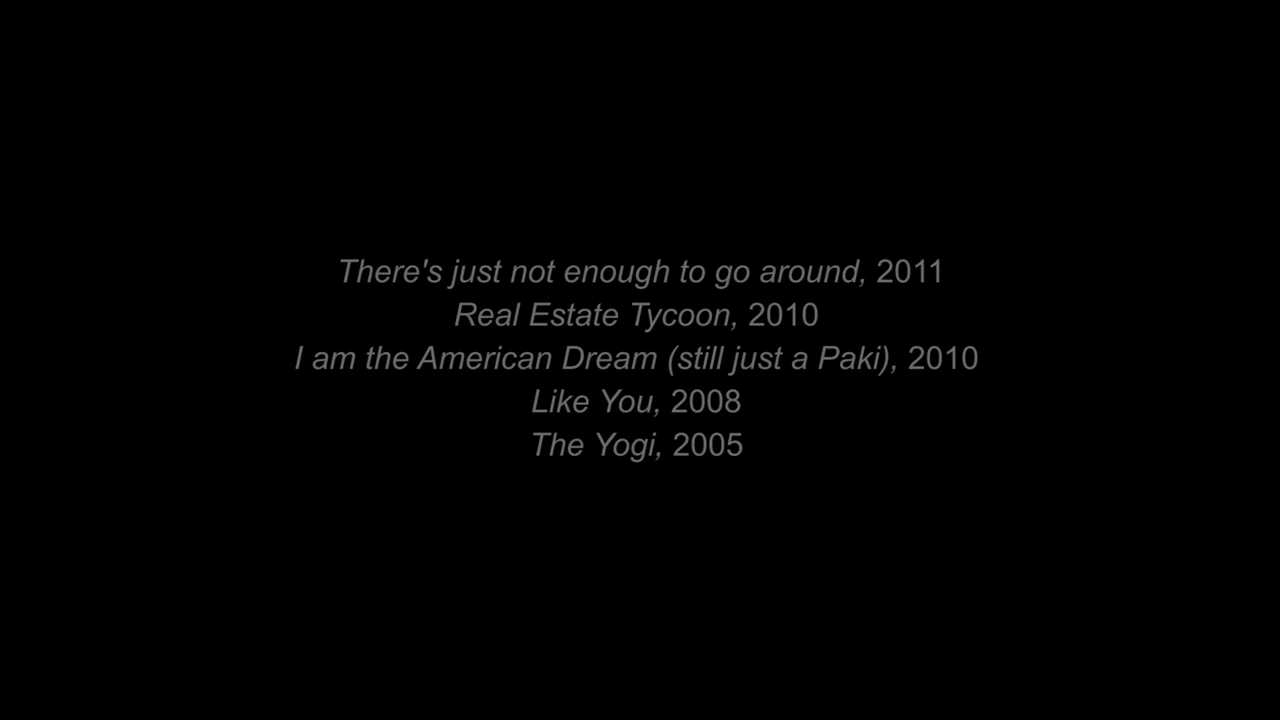 There's just not enough to go around, 2011
Real Estate Tycoon, 2010
I am the American Dream (still just a Paki), 2010
Like You, 2008
The Yogi, 2005